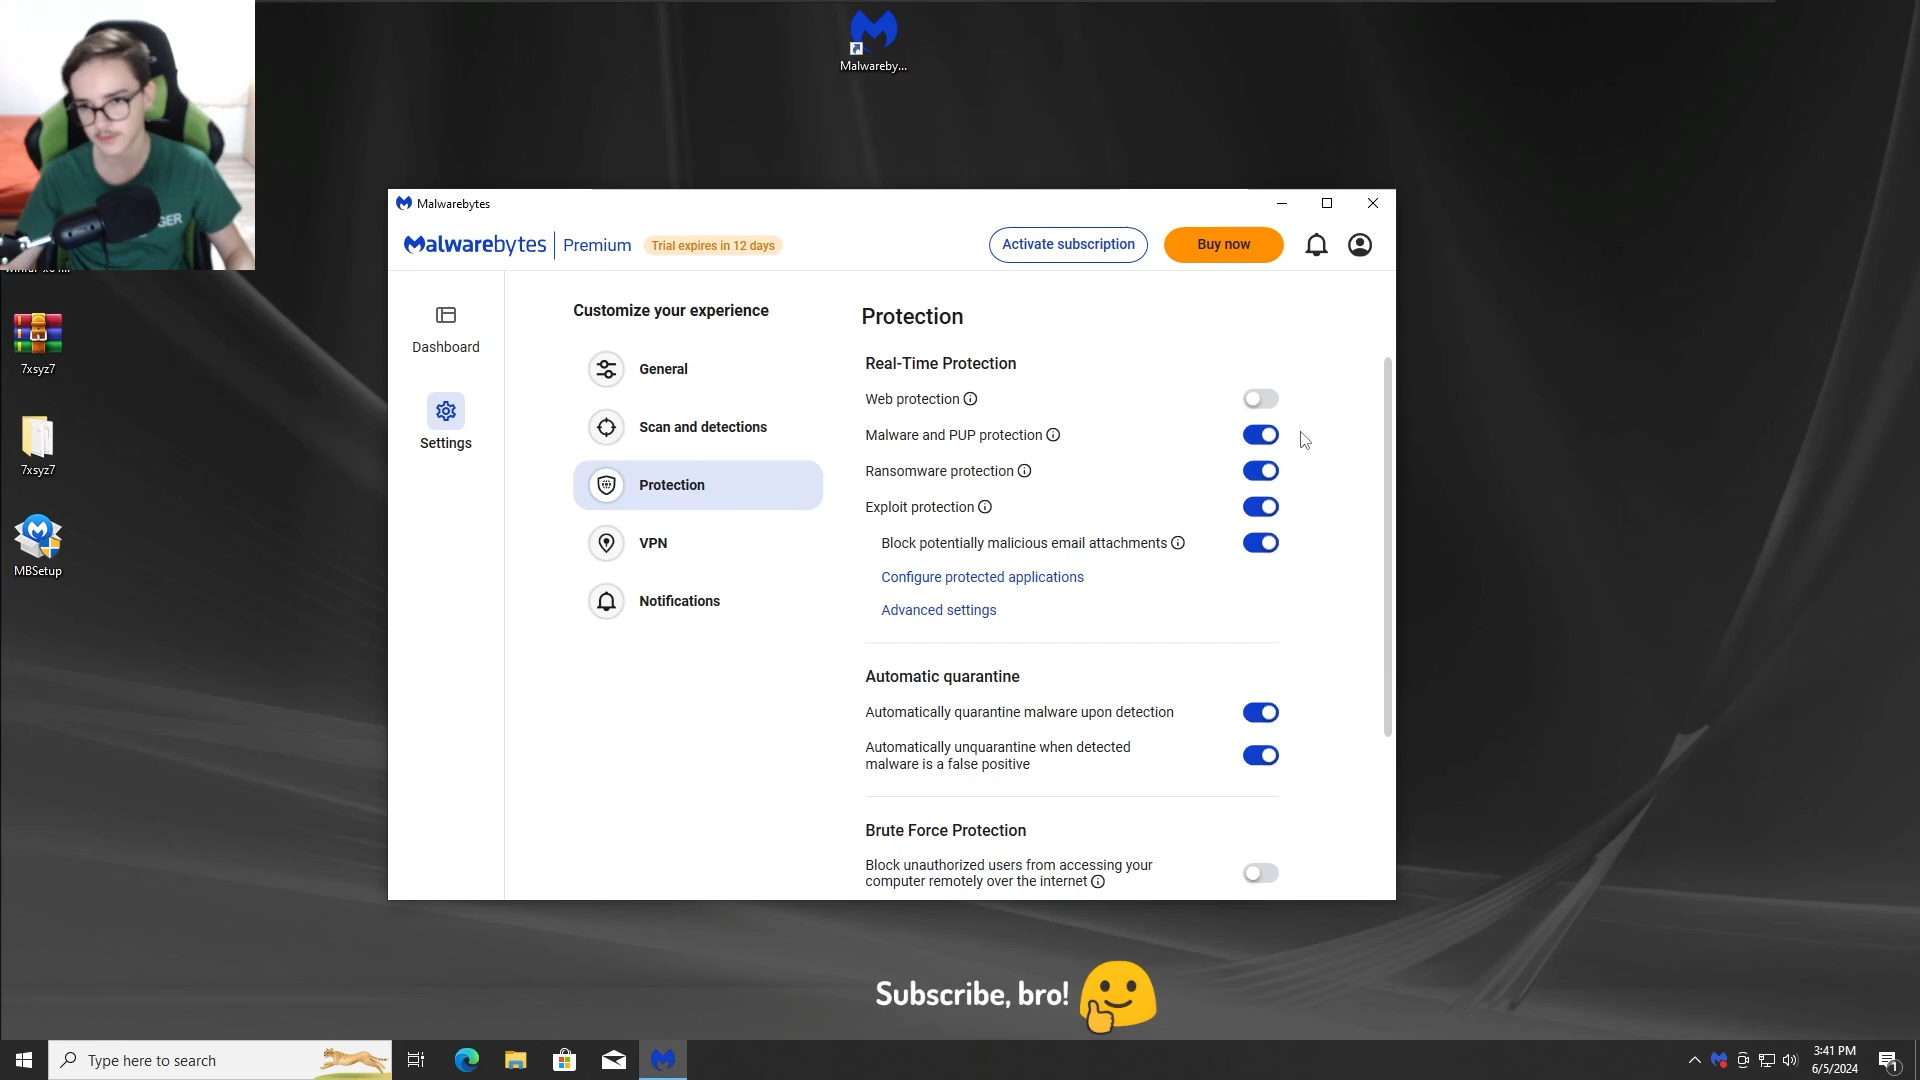 Malwareby...
GER
7xsyz7
7xsyz7
MBSetup
Malwarebytes
Malwarebytes Premium Trial expires in 12 days Activate subscription Buy now
Dashboard
Settings
Customize your experience
General
Scan and detections
Protection
VPN
Notifications
Protection
Real-Time Protection
Web protection
Malware and PUP protection
Ransomware protection
Exploit protection
Block potentially malicious email attachments
Configure protected applications
Advanced settings
Automatic quarantine
Automatically quarantine malware upon detection
Automatically unquarantine when detected
malware is a false positive
Brute Force Protection
Block unauthorized users from accessing your
computer remotely over the internet
Subscribe, bro!
Type here to search
3:41 PM
6/5/2024
1